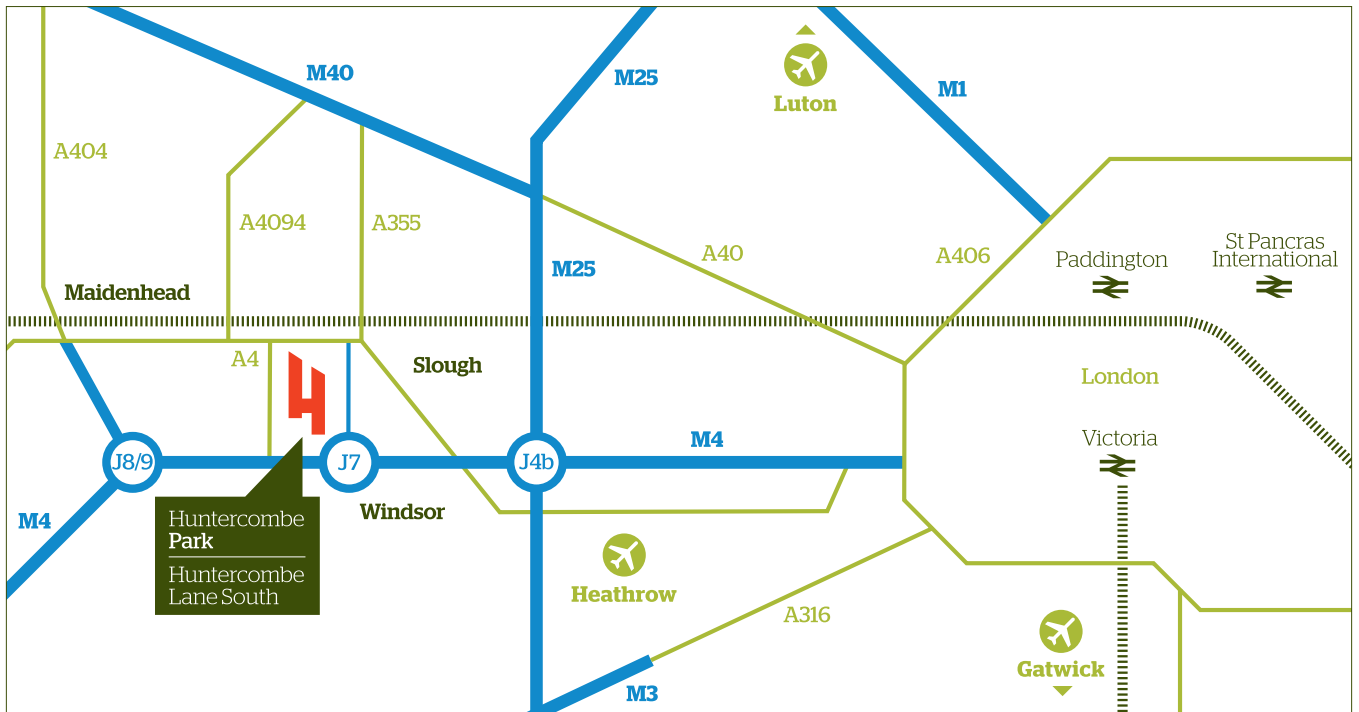 M40
M25
M1
Luton
A404
A4094
A355
M25
A40
A406
Paddington
St Pancras
International
Maidenhead
A4
Slough
London
Victoria
M4
J8/9
J7
J4b
M4
Windsor
Huntercombe
Park
Huntercombe
Lane South
Heathrow
A316
Gatwick
M3